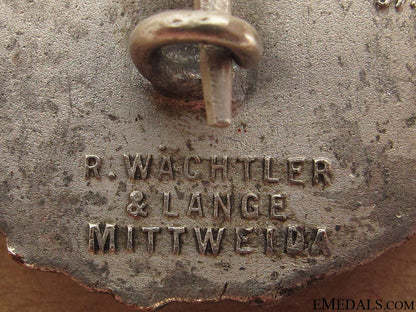 R. WÄCHTLER
& LANGE
MITTWEIDA
EMEDALS.COM